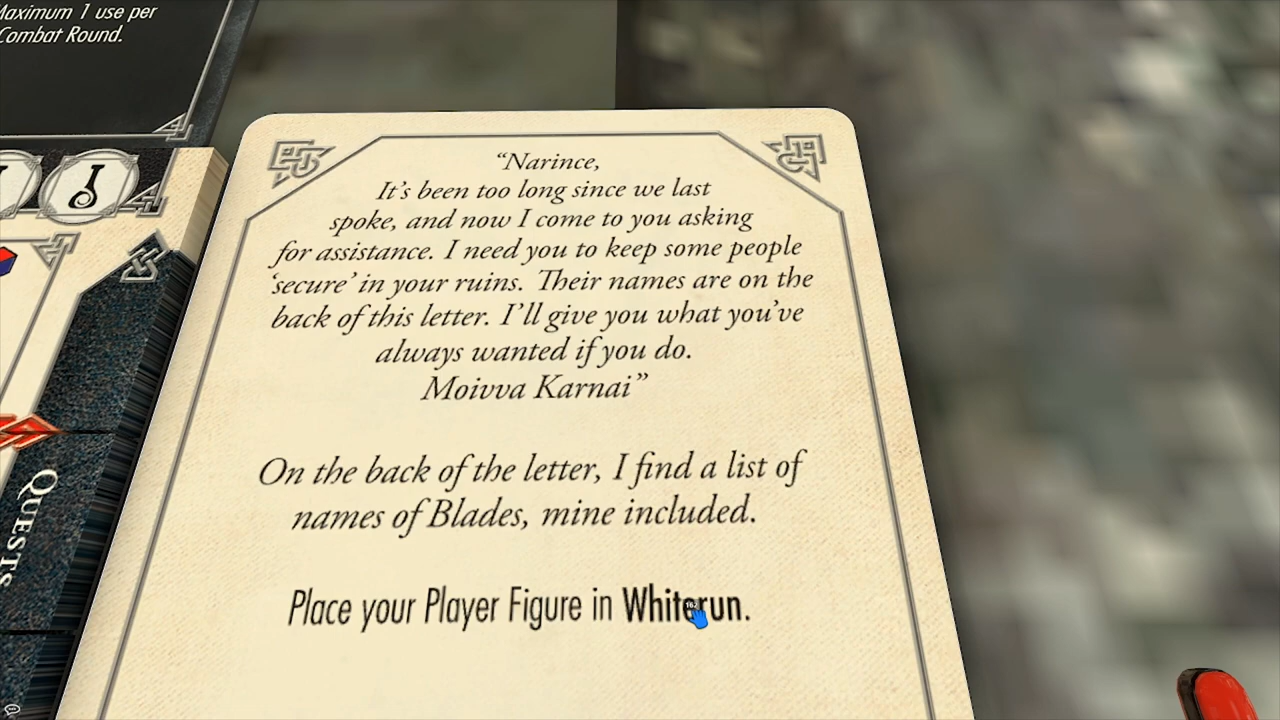 Maximum 1 use per
Combat Round.
“Narince,
It’s been too long since we last
spoke, and now I come to you asking
for assistance. I need you to keep some people
‘secure’ in your ruins. Their names are on the
back of this letter. I’ll give you what you’ve
always wanted if you do.
Moivva Karnai”
On the back of the letter, I find a list of
names of Blades, mine included.
Place your Player Figure in Whiterun.
QUESTS